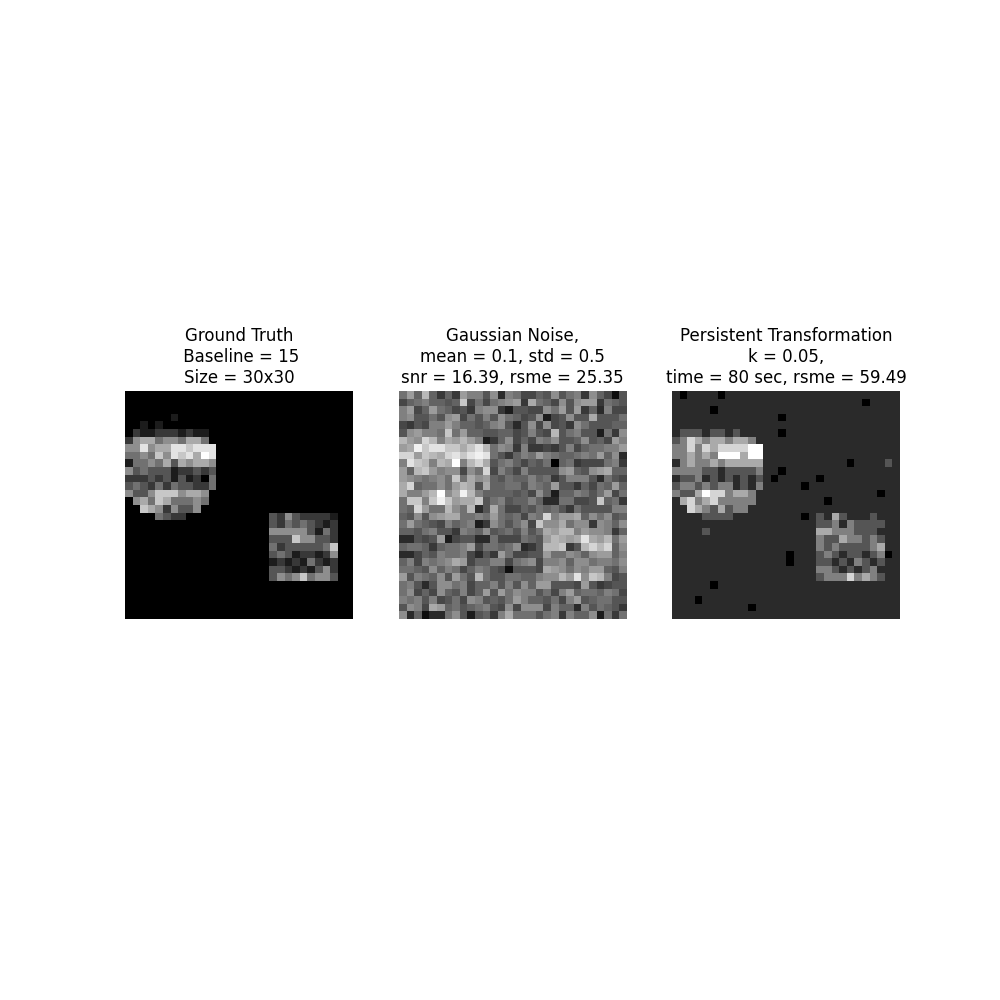 Ground Truth
Baseline = 15
Size = 30x30
Gaussian Noise,
mean = 0.1, std = 0.5
snr = 16.39, rsme = 25.35
Persistent Transformation
k = 0.05,
time = 80 sec, rsme = 59.49